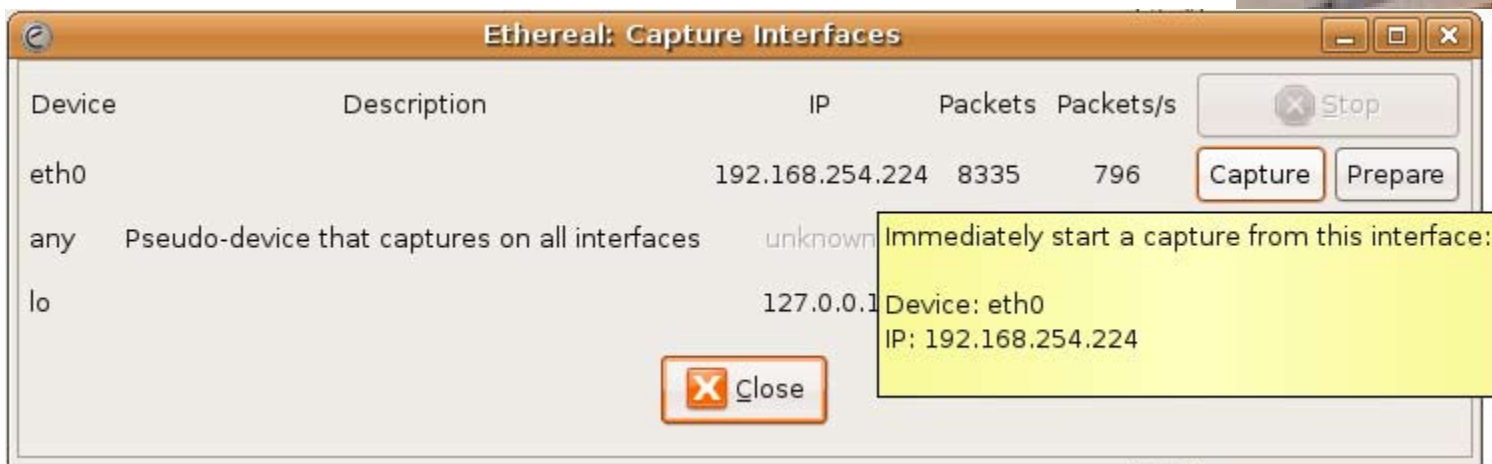 Ethereal: Capture Interfaces
Device Description IP Packets Packets/s Stop
eth0 192.168.254.224 8335 796 Capture Prepare
any Pseudo-device that captures on all interfaces unknown
lo 127.0.0.1
Immediately start a capture from this interface:
Device: eth0
IP: 192.168.254.224
Close